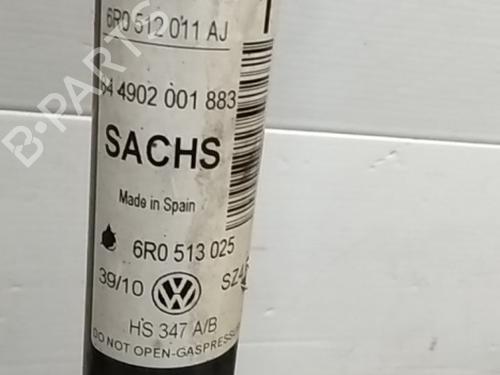 6R0 512 011 AJ
4902 001 883
SACHS
Made in Spain
6R0 513 025
39/10
HS 347 A/B
DO NOT OPEN-GASPRESSURE
B-PARTS